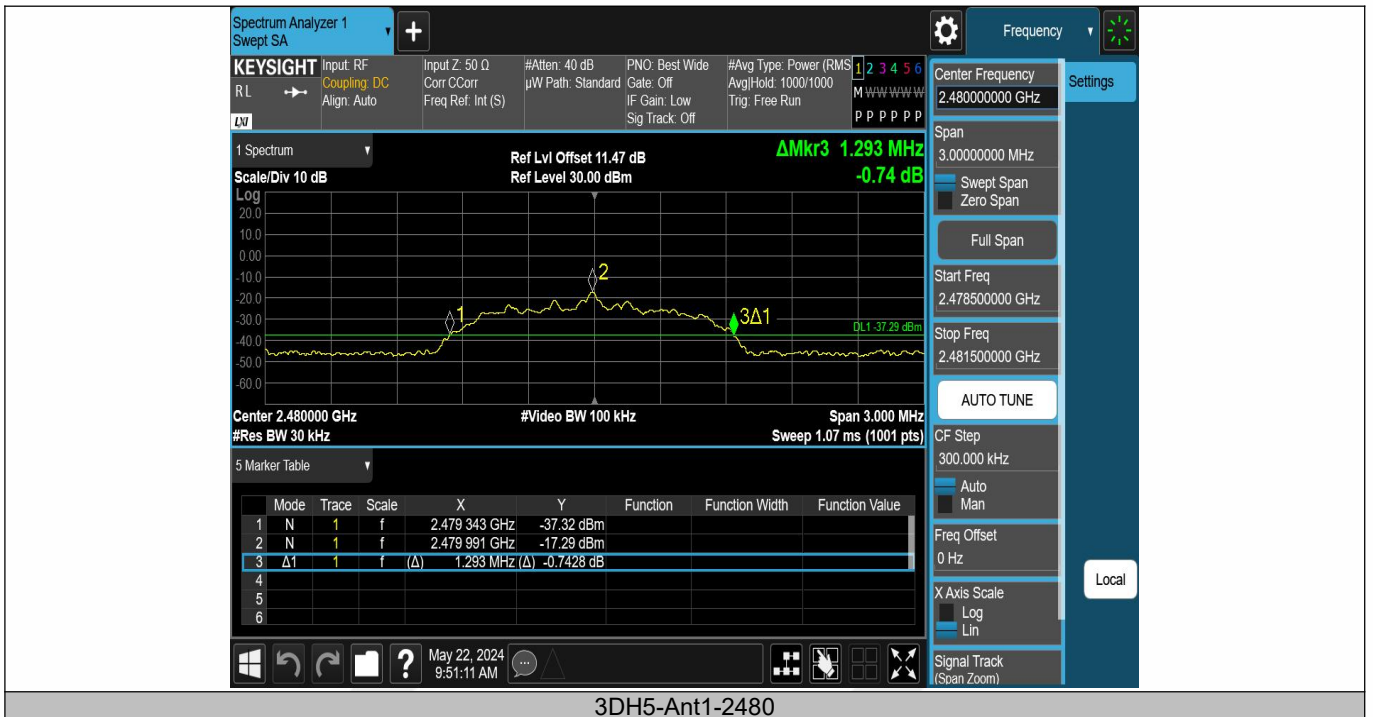 Spectrum Analyzer 1
Swept SA
+
Frequency
KEYSIGHT
RL
LXI
Input: RF
Coupling: DC
Align: Auto
Input Z: 50 Ω
Corr CCorr
Freq Ref: Int (S)
#Atten: 40 dB
µW Path: Standard
PNO: Best Wide
Gate: Off
IF Gain: Low
Sig Track: Off
#Avg Type: Power (RMS
Avg|Hold: 1000/1000
Trig: Free Run
1 2 3 4 5 6
M W W W W W
P P P P P P
1 Spectrum
Scale/Div 10 dB
Ref Lvl Offset 11.47 dB
Ref Level 30.00 dBm
ΔMkr3 1.293 MHz
-0.74 dB
Log
20.0
10.0
0.00
-10.0
-20.0
-30.0
-40.0
-50.0
-60.0
1
2
3Δ1
DL1 -37.29 dBm
Center 2.480000 GHz
#Video BW 100 kHz
Span 3.000 MHz
#Res BW 30 kHz
Sweep 1.07 ms (1001 pts)
5 Marker Table
Mode Trace Scale X Y Function Function Width Function Value
1 N 1 f 2.479 343 GHz -37.32 dBm
2 N 1 f 2.479 991 GHz -17.29 dBm
3 Δ1 1 f (Δ) 1.293 MHz (Δ) -0.7428 dB
4
5
6
?
May 22, 2024
9:51:11 AM
Center Frequency
2.480000000 GHz
Span
3.00000000 MHz
Swept Span
Zero Span
Full Span
Start Freq
2.478500000 GHz
Stop Freq
2.481500000 GHz
AUTO TUNE
CF Step
300.000 kHz
Auto
Man
Freq Offset
0 Hz
X Axis Scale
Log
Lin
Signal Track
(Span Zoom)
Settings
Local
3DH5-Ant1-2480